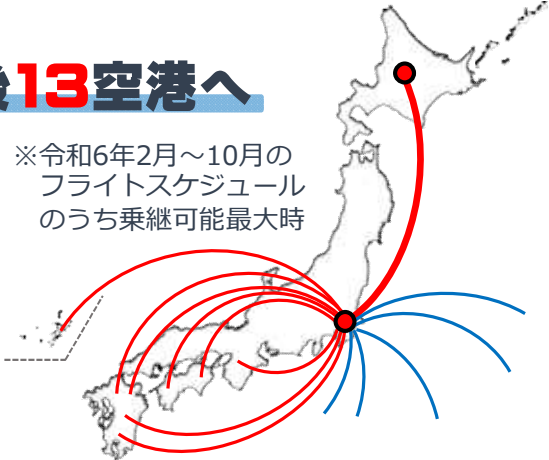 後13空港へ
※令和6年2月～10月の
フライトスケジュール
のうち乗継可能最大時